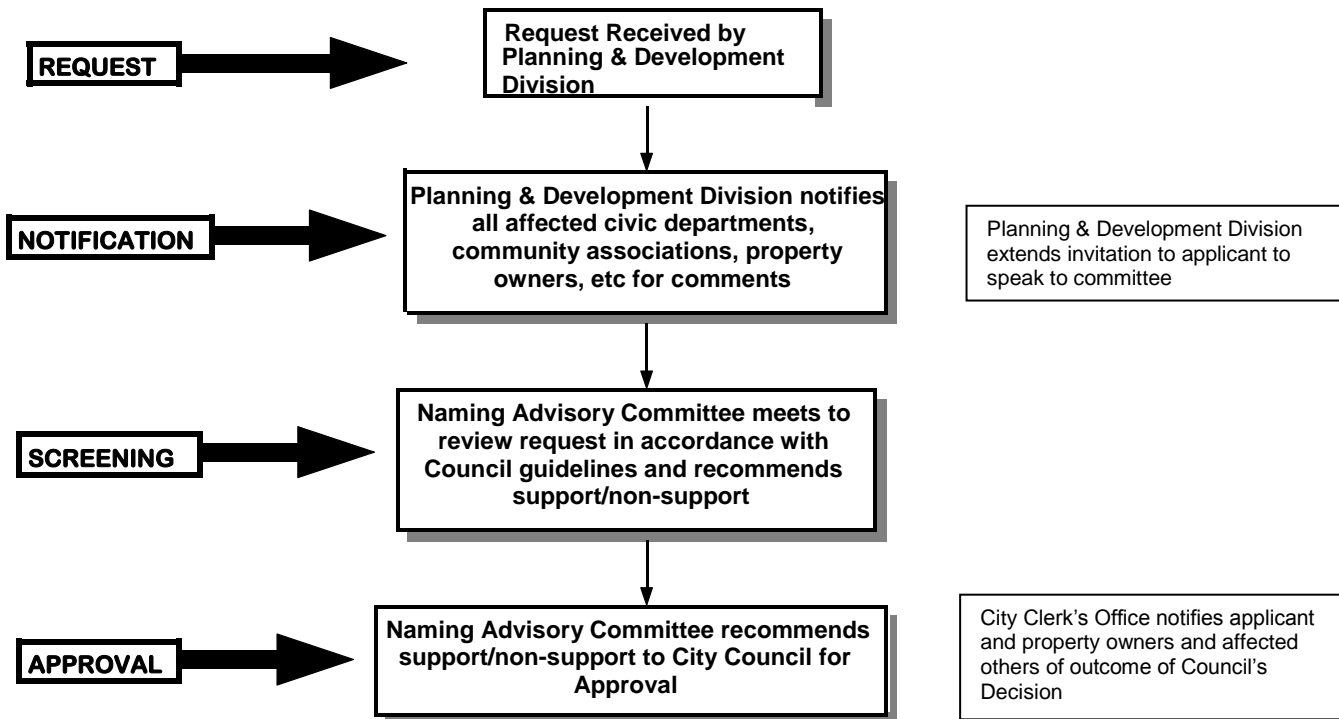 REQUEST
Request Received by
Planning & Development
Division
NOTIFICATION
Planning & Development Division notifies
all affected civic departments,
community associations, property
owners, etc for comments
Planning & Development Division
extends invitation to applicant to
speak to committee
SCREENING
Naming Advisory Committee meets to
review request in accordance with
Council guidelines and recommends
support/non-support
APPROVAL
Naming Advisory Committee recommends
support/non-support to City Council for
Approval
City Clerk's Office notifies applicant
and property owners and affected
others of outcome of Council's
Decision